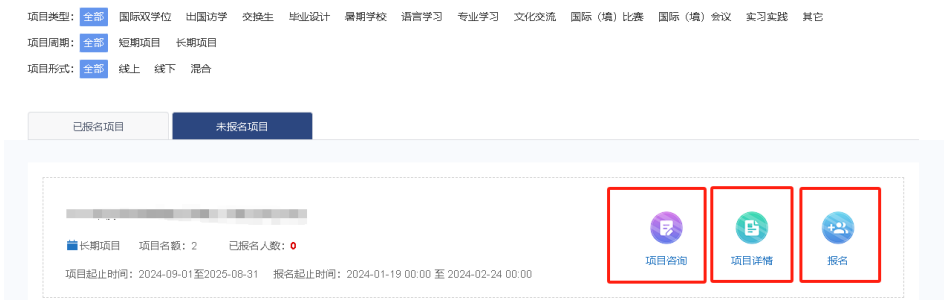 项目类型: 全部 国际双学位 出国访学 交换生 毕业设计 暑期学校 语言学习 专业学习 文化交流 国际（境）比赛 国际（境）会议 实习实践 其它
项目周期: 全部 短期项目 长期项目
项目形式: 全部 线上 线下 混合
已报名项目 未报名项目
长期项目 项目名额: 2 已报名人数: 0
项目咨询 项目详情 报名
项目起止时间: 2024-09-01至2025-08-31 报名起止时间: 2024-01-19 00:00 至 2024-02-24 00:00